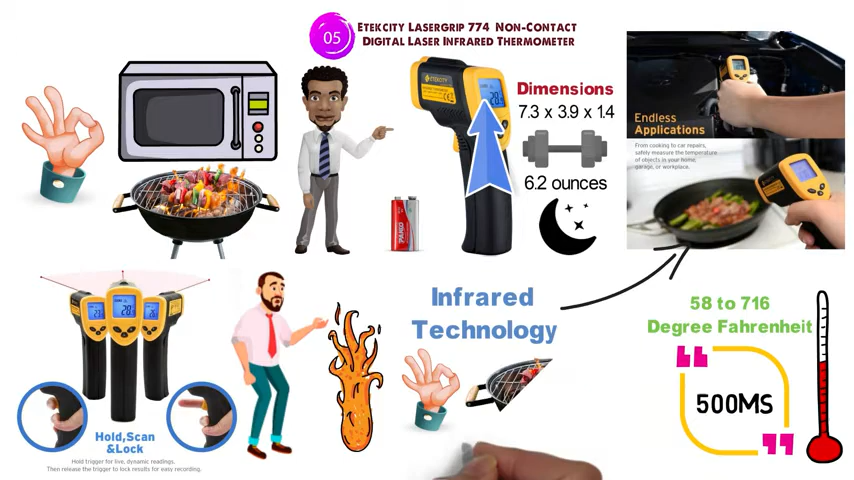 05
Etekcity Lasergrip 774 Non-Contact
Digital Laser Infrared Thermometer
ETEKCITY
Dimensions
7.3 x 3.9 x 1.4
6.2 ounces
Endless
Applications
From cooking to car repairs,
safely measure the temperature
of objects in your home,
garage, or workplace.
Infrared
Technology
58 to 716
Degree Fahrenheit
500MS
Hold,Scan
&Lock
Hold trigger for live, dynamic readings.
Then release the trigger to lock results for easy recording.